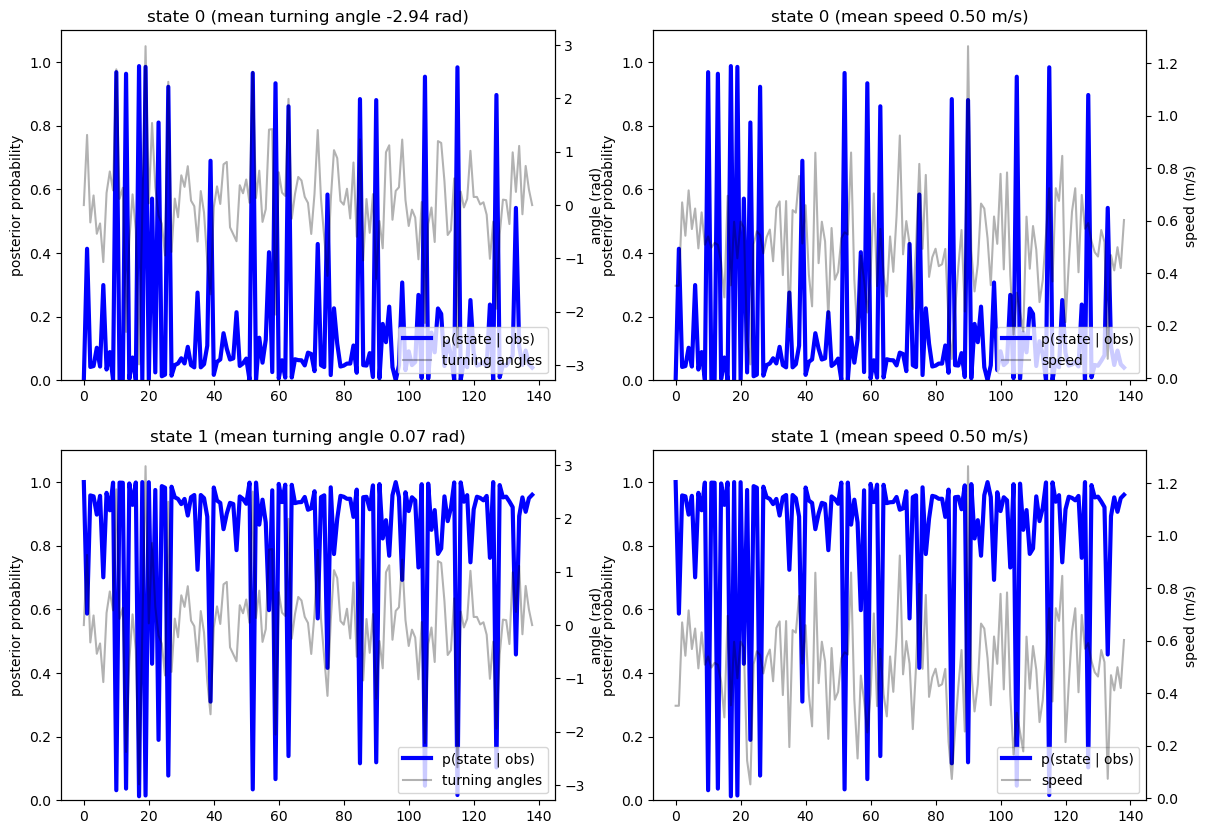 state 0 (mean turning angle -2.94 rad)
posterior probability
1.0
0.8
0.6
0.4
0.2
0.0
0 20 40 60 80 100 120 140
3
2
1
0
−1
−2
−3
angle (rad)
p(state | obs)
turning angles
state 0 (mean speed 0.50 m/s)
posterior probability
1.0
0.8
0.6
0.4
0.2
0.0
0 20 40 60 80 100 120 140
1.2
1.0
0.8
0.6
0.4
0.2
0.0
speed (m/s)
p(state | obs)
speed
state 1 (mean turning angle 0.07 rad)
posterior probability
1.0
0.8
0.6
0.4
0.2
0.0
0 20 40 60 80 100 120 140
3
2
1
0
−1
−2
−3
angle (rad)
p(state | obs)
turning angles
state 1 (mean speed 0.50 m/s)
posterior probability
1.0
0.8
0.6
0.4
0.2
0.0
0 20 40 60 80 100 120 140
1.2
1.0
0.8
0.6
0.4
0.2
0.0
speed (m/s)
p(state | obs)
speed